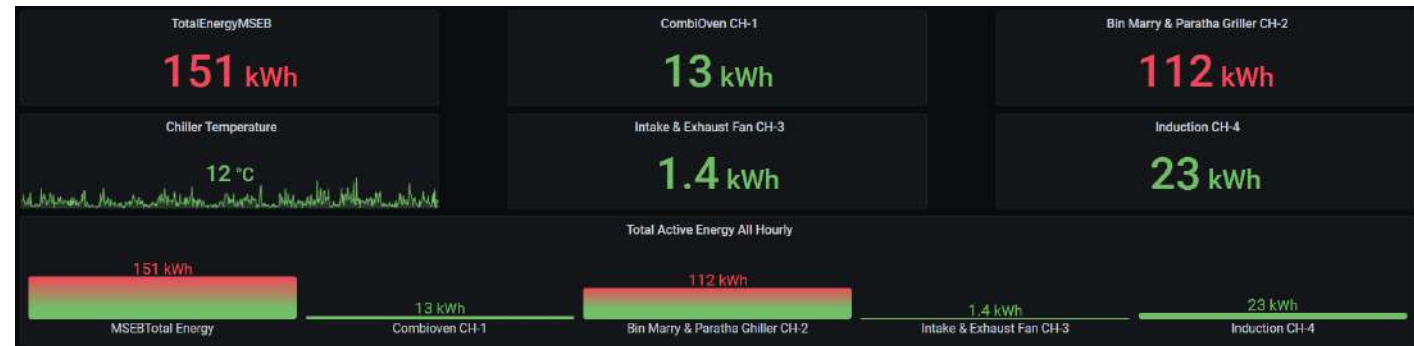 TotalEnergyMSEB
151 kWh
CombiOven CH-1
13 kWh
Bin Marry & Paratha Griller CH-2
112 kWh
Chiller Temperature
12 °C
Intake & Exhaust Fan CH-3
1.4 kWh
Induction CH-4
23 kWh
Total Active Energy All Hourly
151 kWh
13 kWh
112 kWh
1.4 kWh
23 kWh
MSEBTotal Energy
Combioven CH-1
Bin Marry & Paratha Ghiller CH-2
Intake & Exhaust Fan CH-3
Induction CH-4